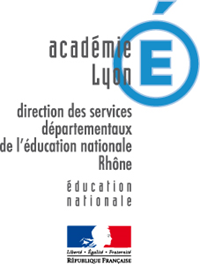 académie
Lyon
É
direction des services
départementaux
de l'éducation nationale
Rhône
éducation
nationale
Liberté • Égalité • Fraternité
RÉPUBLIQUE FRANÇAISE